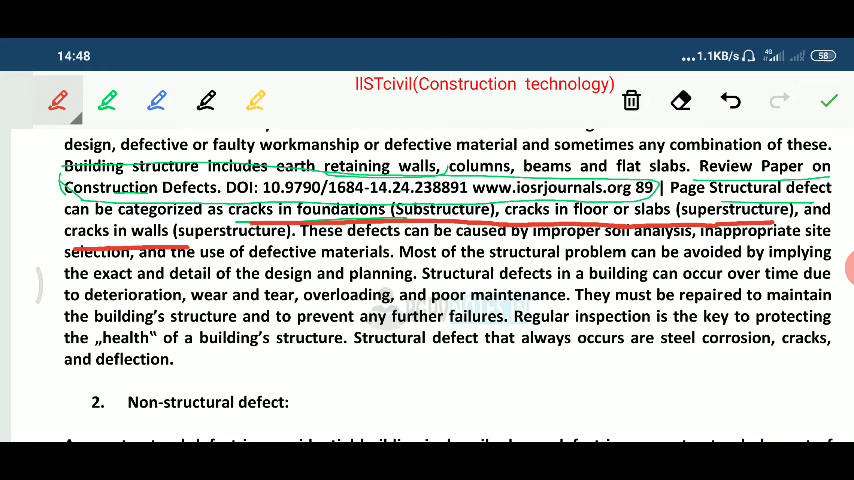 14:48
...1.1KB/s 4G 58
IISTcivil(Construction technology)
design, defective or faulty workmanship or defective material and sometimes any combination of these.
Building structure includes earth retaining walls, columns, beams and flat slabs. Review Paper on
Construction Defects. DOI: 10.9790/1684-14.24.238891 www.iosrjournals.org 89 | Page Structural defect
can be categorized as cracks in foundations (Substructure), cracks in floor or slabs (superstructure), and
cracks in walls (superstructure). These defects can be caused by improper soil analysis, inappropriate site
selection, and the use of defective materials. Most of the structural problem can be avoided by implying
the exact and detail of the design and planning. Structural defects in a building can occur over time due
to deterioration, wear and tear, overloading, and poor maintenance. They must be repaired to maintain
the building's structure and to prevent any further failures. Regular inspection is the key to protecting
the „health‟ of a building's structure. Structural defect that always occurs are steel corrosion, cracks,
and deflection.
2. Non-structural defect: